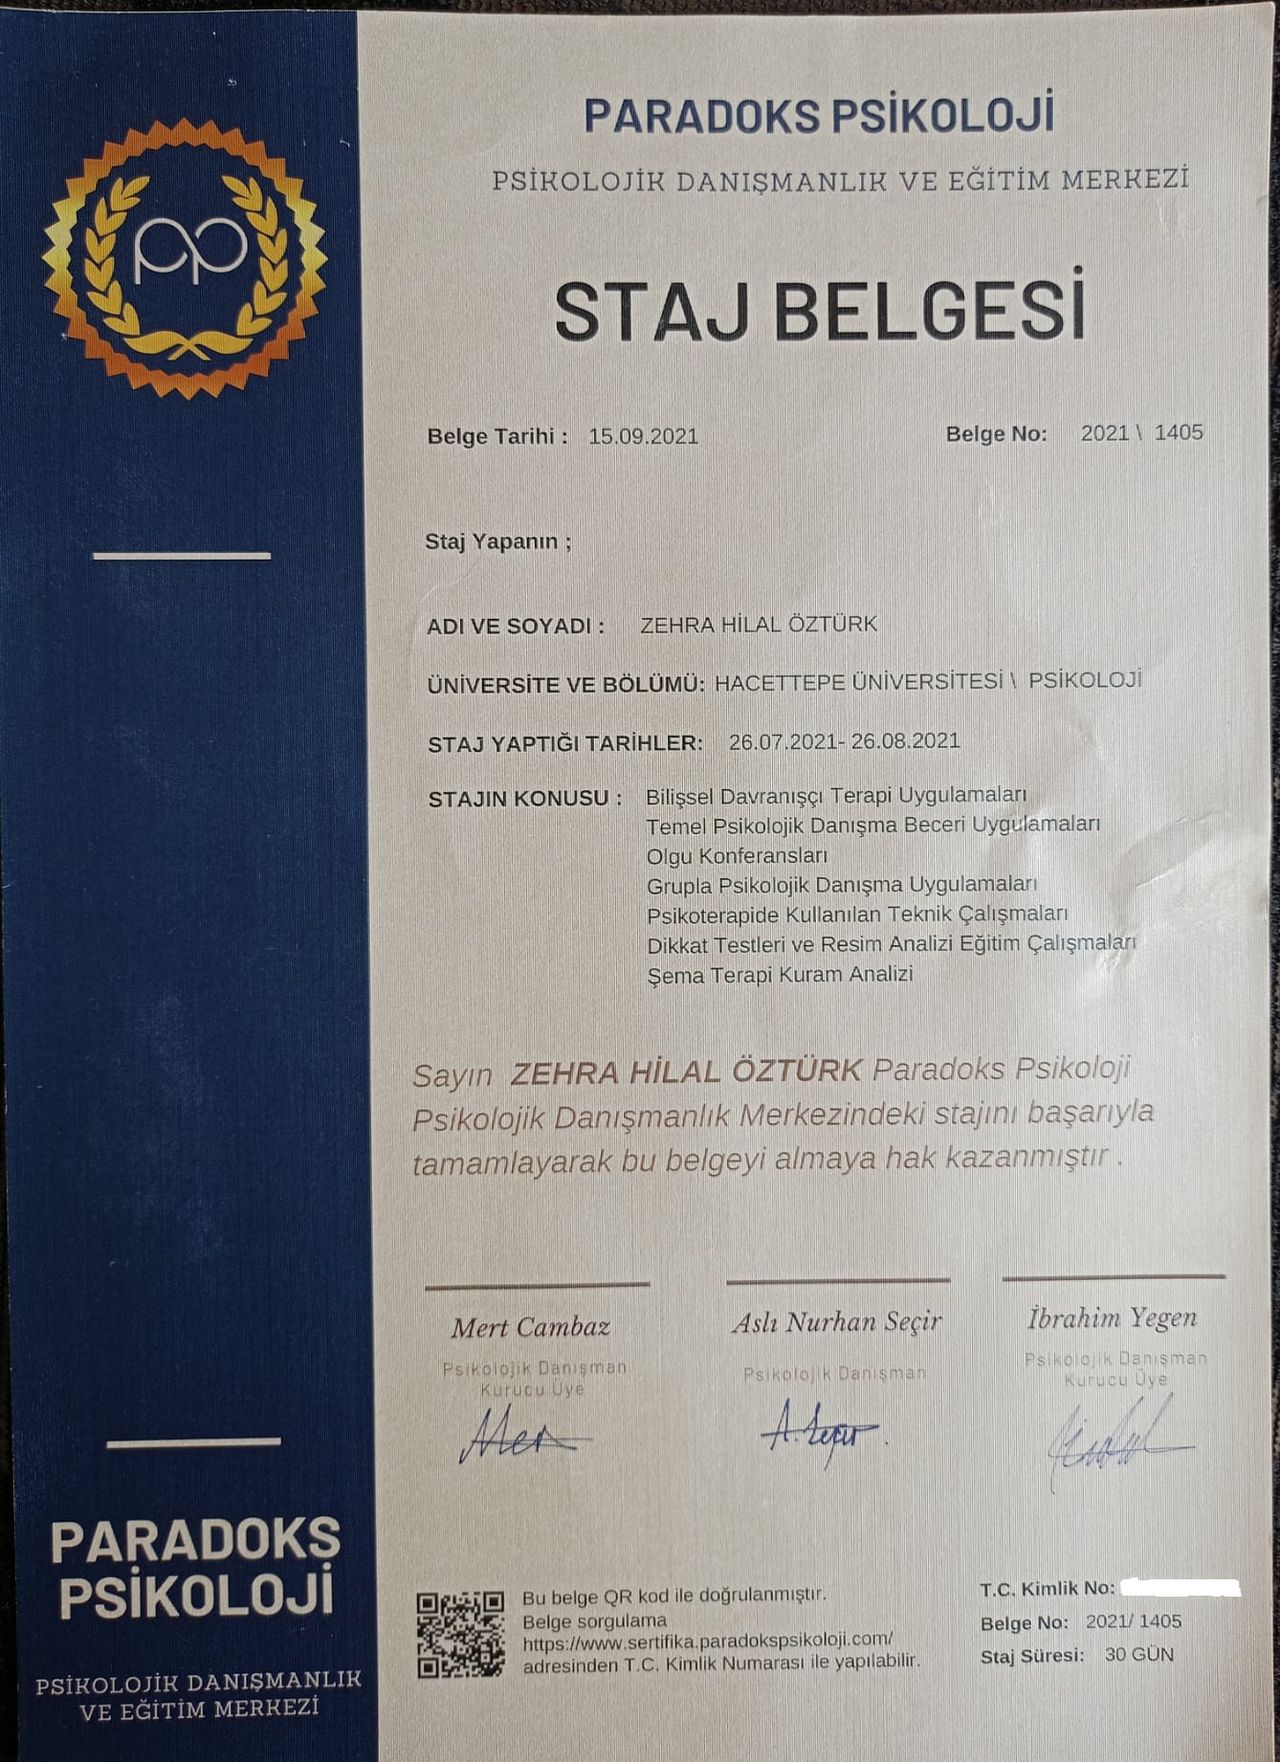 pp
PARADOKS PSİKOLOJİ
PSİKOLOJİK DANIŞMANLIK VE EĞİTİM MERKEZİ
STAJ BELGESİ
Belge Tarihi : 15.09.2021
Belge No: 2021 \ 1405
Staj Yapanın ;
ADI VE SOYADI : ZEHRA HİLAL ÖZTÜRK
ÜNİVERSİTE VE BÖLÜMÜ: HACETTEPE ÜNİVERSİTESİ \ PSİKOLOJİ
STAJ YAPTIĞI TARİHLER: 26.07.2021- 26.08.2021
STAJIN KONUSU : Bilişsel Davranışçı Terapi Uygulamaları
Temel Psikolojik Danışma Beceri Uygulamaları
Olgu Konferansları
Grupla Psikolojik Danışma Uygulamaları
Psikoterapide Kullanılan Teknik Çalışmaları
Dikkat Testleri ve Resim Analizi Eğitim Çalışmaları
Şema Terapi Kuram Analizi
Sayın ZEHRA HİLAL ÖZTÜRK Paradoks Psikoloji
Psikolojik Danışmanlık Merkezindeki stajını başarıyla
tamamlayarak bu belgeyi almaya hak kazanmıştır .
Mert Cambaz
Psikolojik Danışman
Kurucu Üye
Aslı Nurhan Seçir
Psikolojik Danışman
A. Seçir
İbrahim Yegen
Psikolojik Danışman
Kurucu Üye
Bu belge QR kod ile doğrulanmıştır.
Belge sorgulama
https://www.sertifika.paradokspsikoloji.com/
adresinden T.C. Kimlik Numarası ile yapılabilir.
T.C. Kimlik No:
Belge No: 2021/ 1405
Staj Süresi: 30 GÜN
PARADOKS
PSİKOLOJİ
PSİKOLOJİK DANIŞMANLIK
VE EĞİTİM MERKEZİ